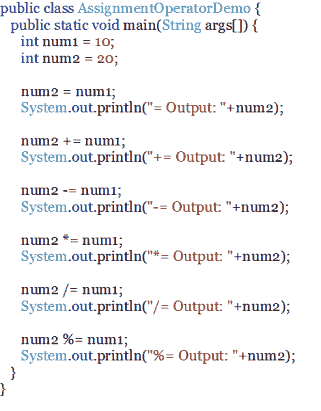 public class AssignmentOperatorDemo {
public static void main(String args[]) {
int num1 = 10;
int num2 = 20;
num2 = num1;
System.out.println("= Output: "+num2);
num2 += num1;
System.out.println("+= Output: "+num2);
num2 -= num1;
System.out.println("-= Output: "+num2);
num2 *= num1;
System.out.println("*= Output: "+num2);
num2 /= num1;
System.out.println("/= Output: "+num2);
num2 %= num1;
System.out.println("%= Output: "+num2);
}
}